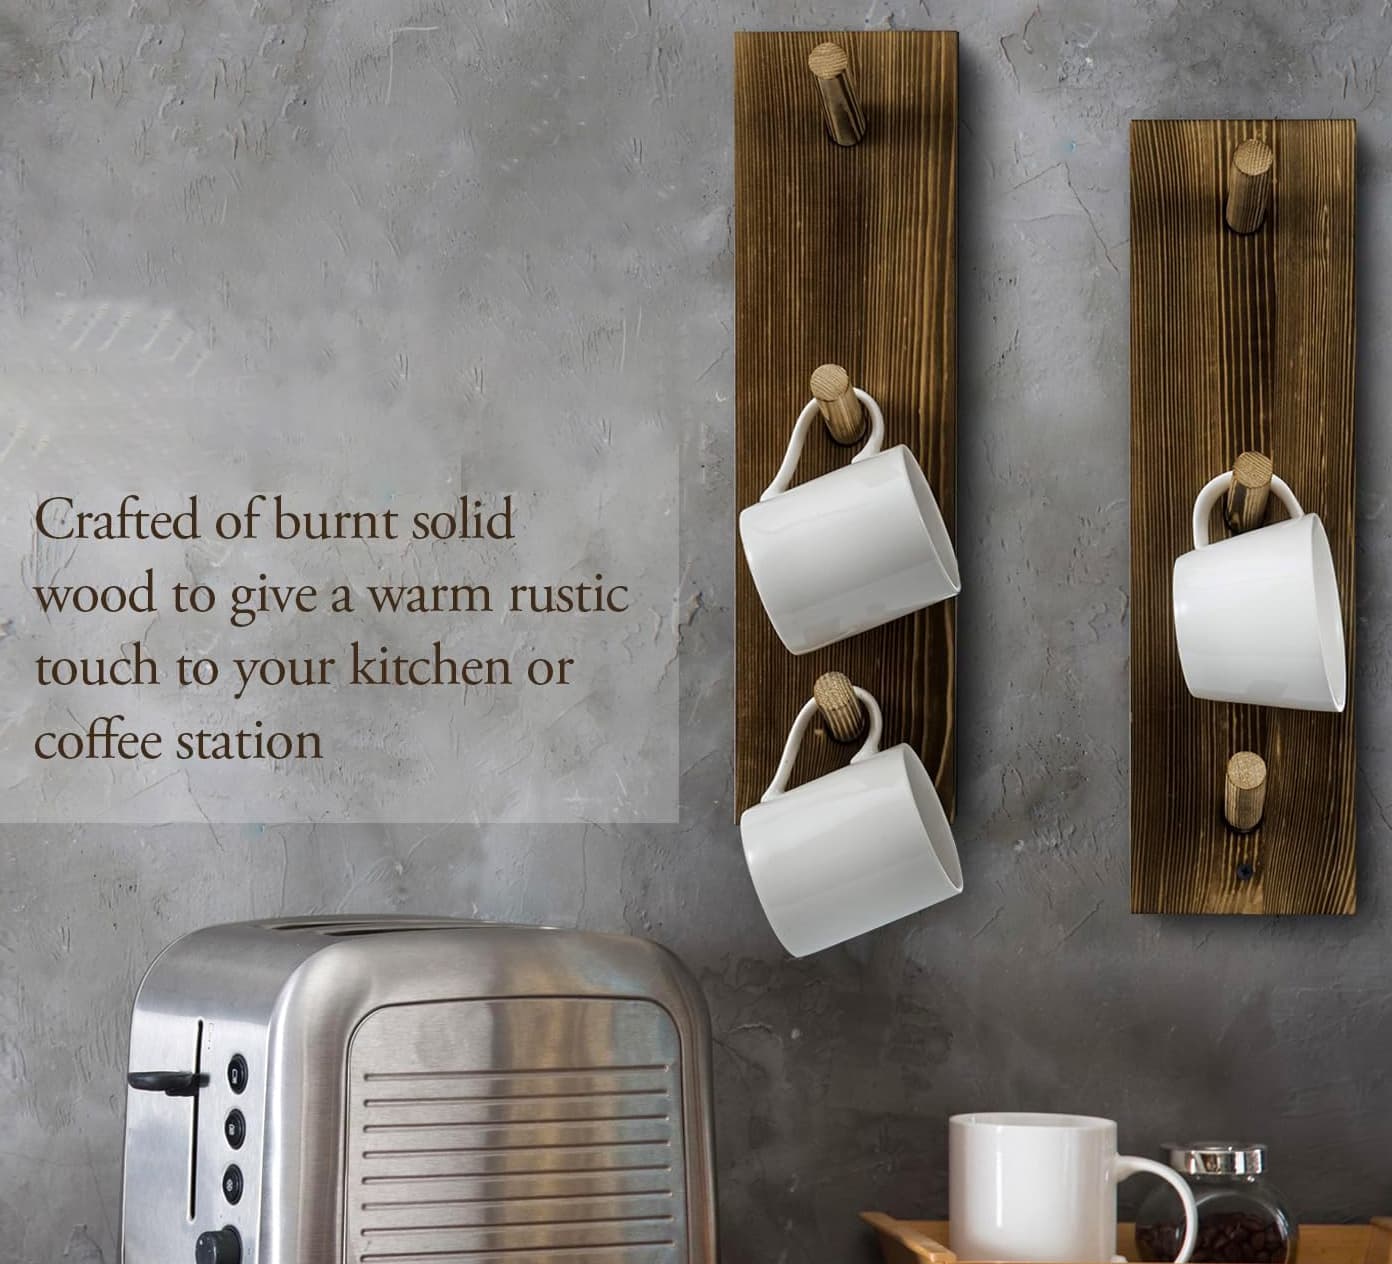 Crafted of burnt solid
wood to give a warm rustic
touch to your kitchen or
coffee station